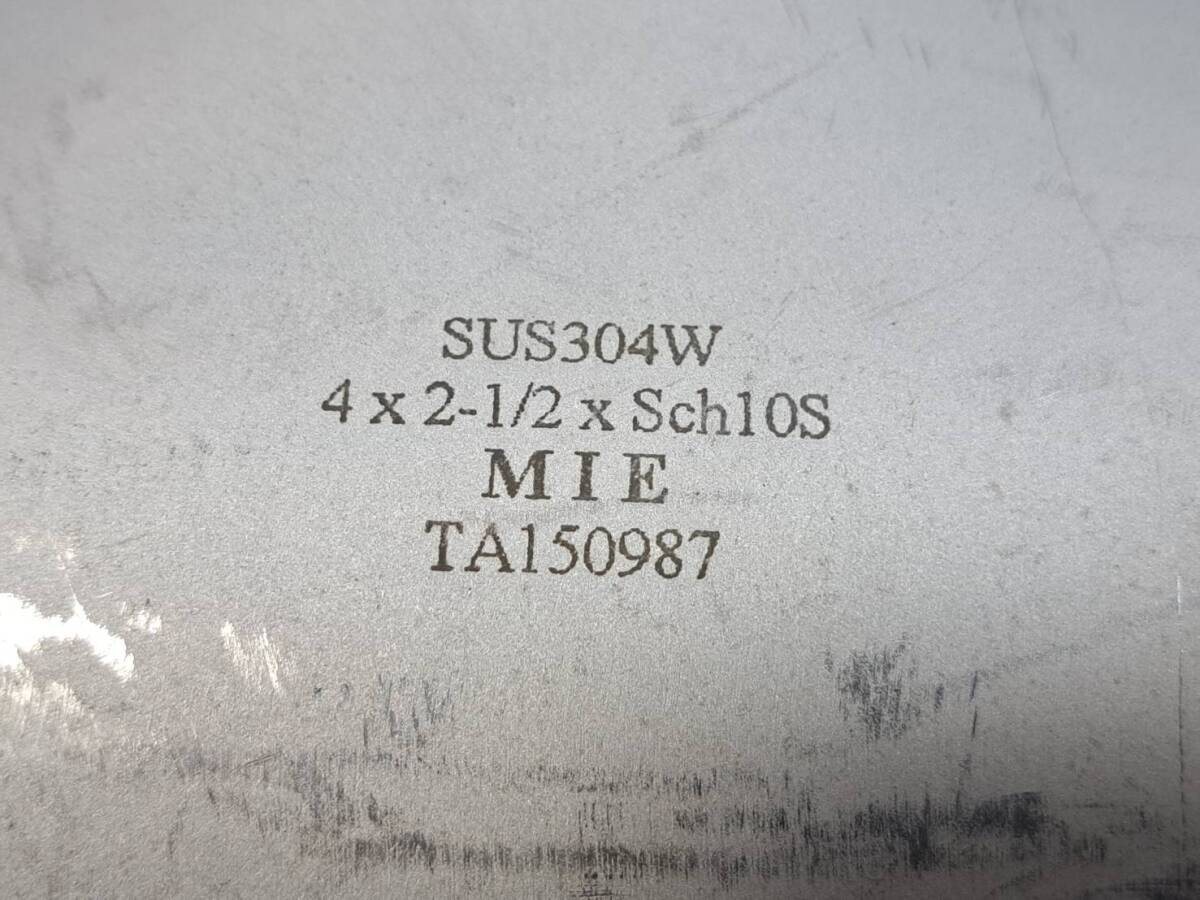 SUS304W
4 x 2-1/2 x Sch10S
MIE
TA150987